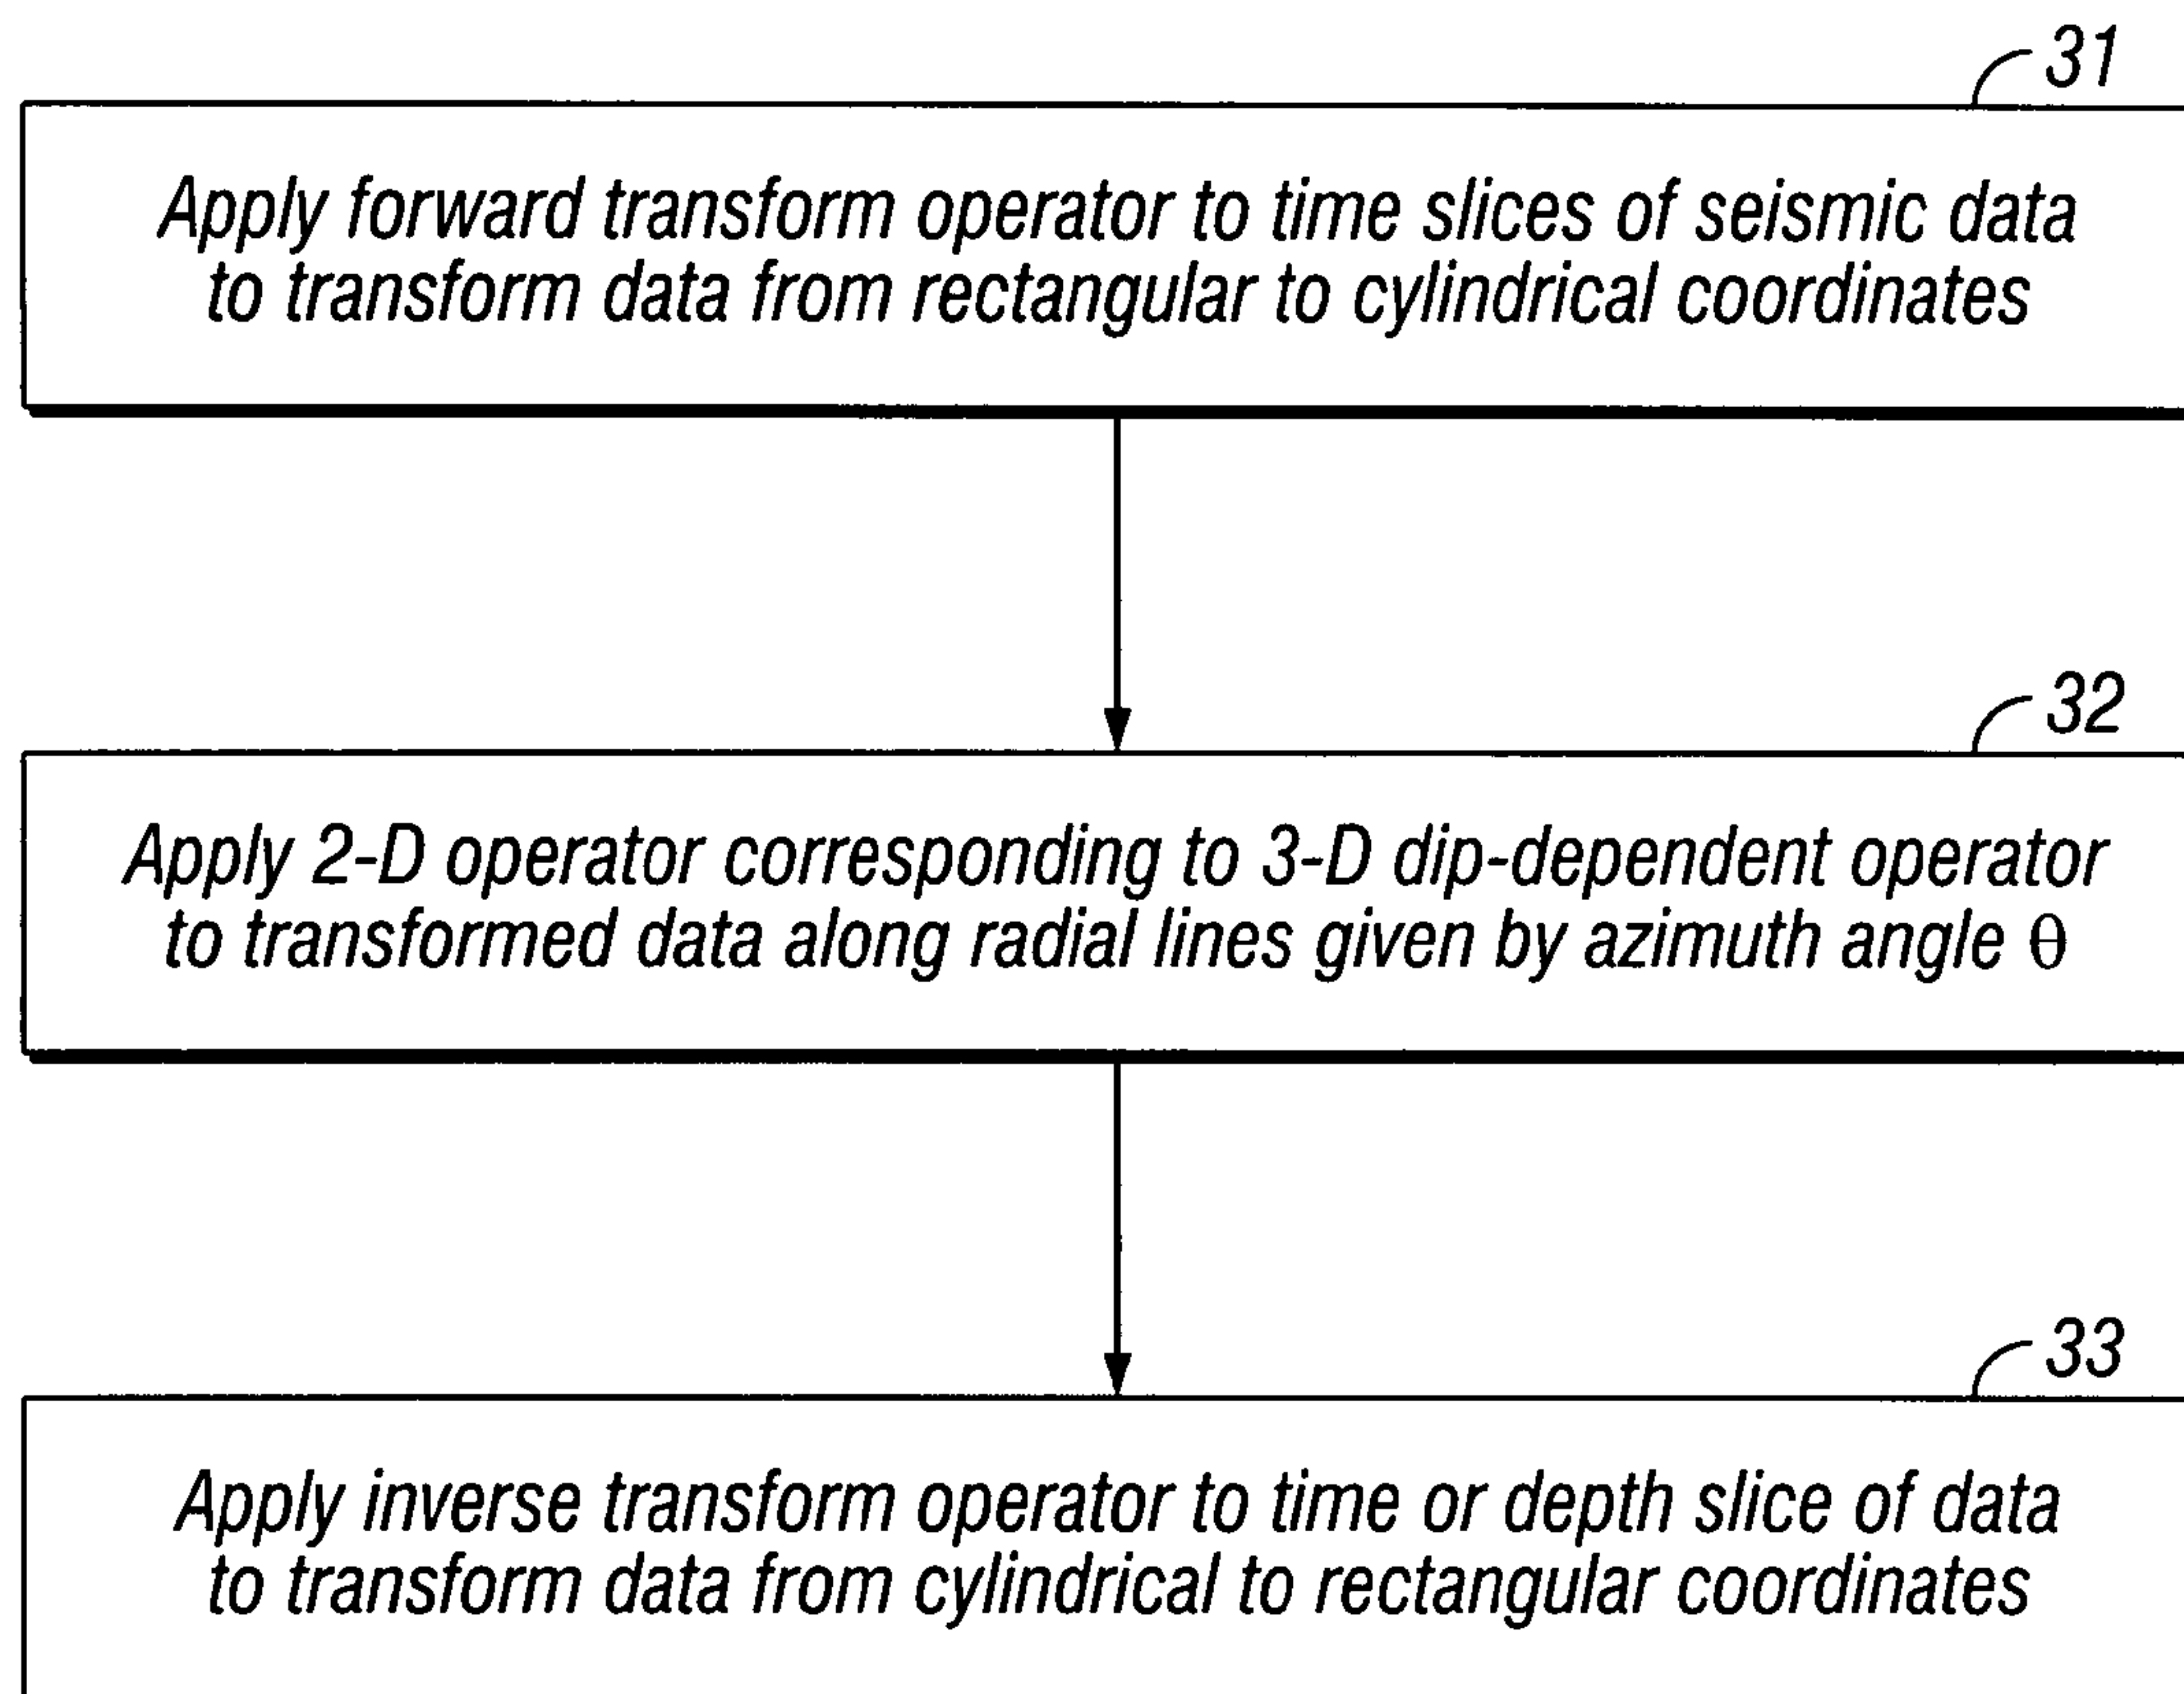 31
Apply forward transform operator to time slices of seismic data
to transform data from rectangular to cylindrical coordinates
32
Apply 2-D operator corresponding to 3-D dip-dependent operator
to transformed data along radial lines given by azimuth angle θ
33
Apply inverse transform operator to time or depth slice of data
to transform data from cylindrical to rectangular coordinates